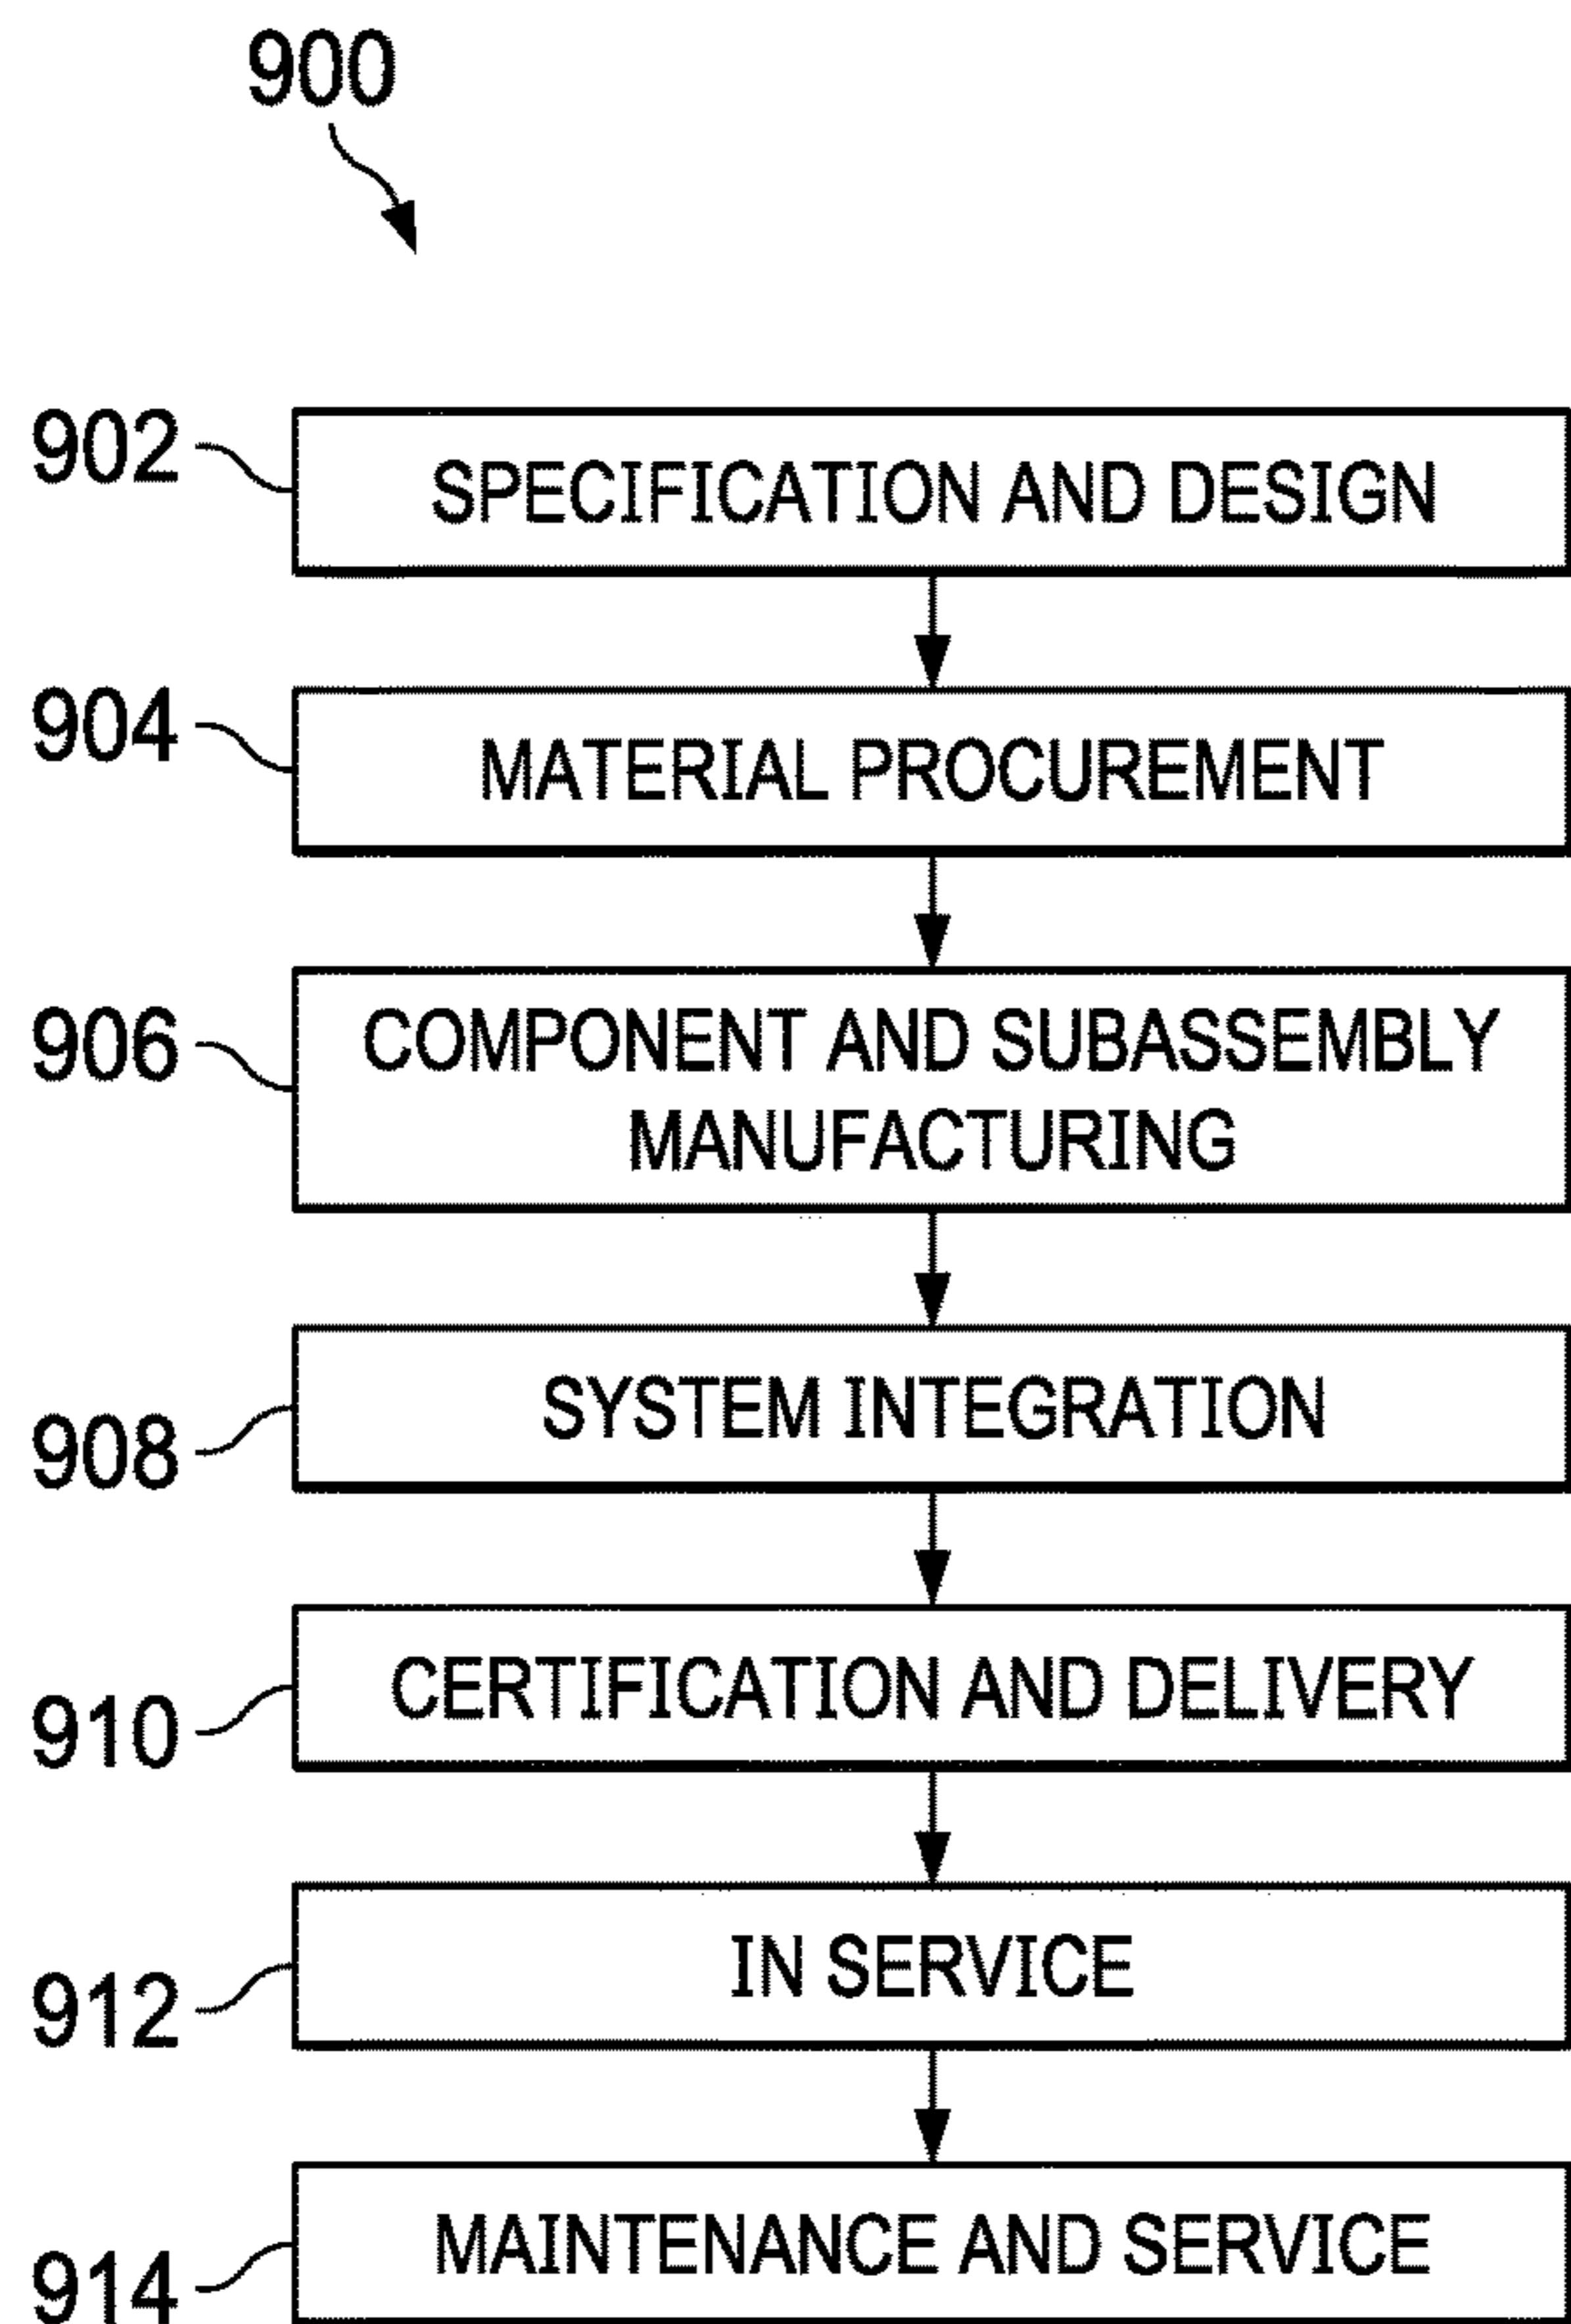 900
902
SPECIFICATION AND DESIGN
904
MATERIAL PROCUREMENT
906
COMPONENT AND SUBASSEMBLY
MANUFACTURING
908
SYSTEM INTEGRATION
910
CERTIFICATION AND DELIVERY
912
IN SERVICE
914
MAINTENANCE AND SERVICE